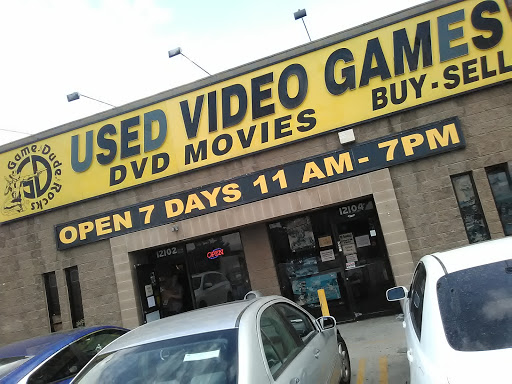 USED VIDEO GAMES
DVD MOVIES BUY-SELL
Game Dude Rocks
GD
OPEN 7 DAYS 11 AM- 7PM
12102
12104
OPEN